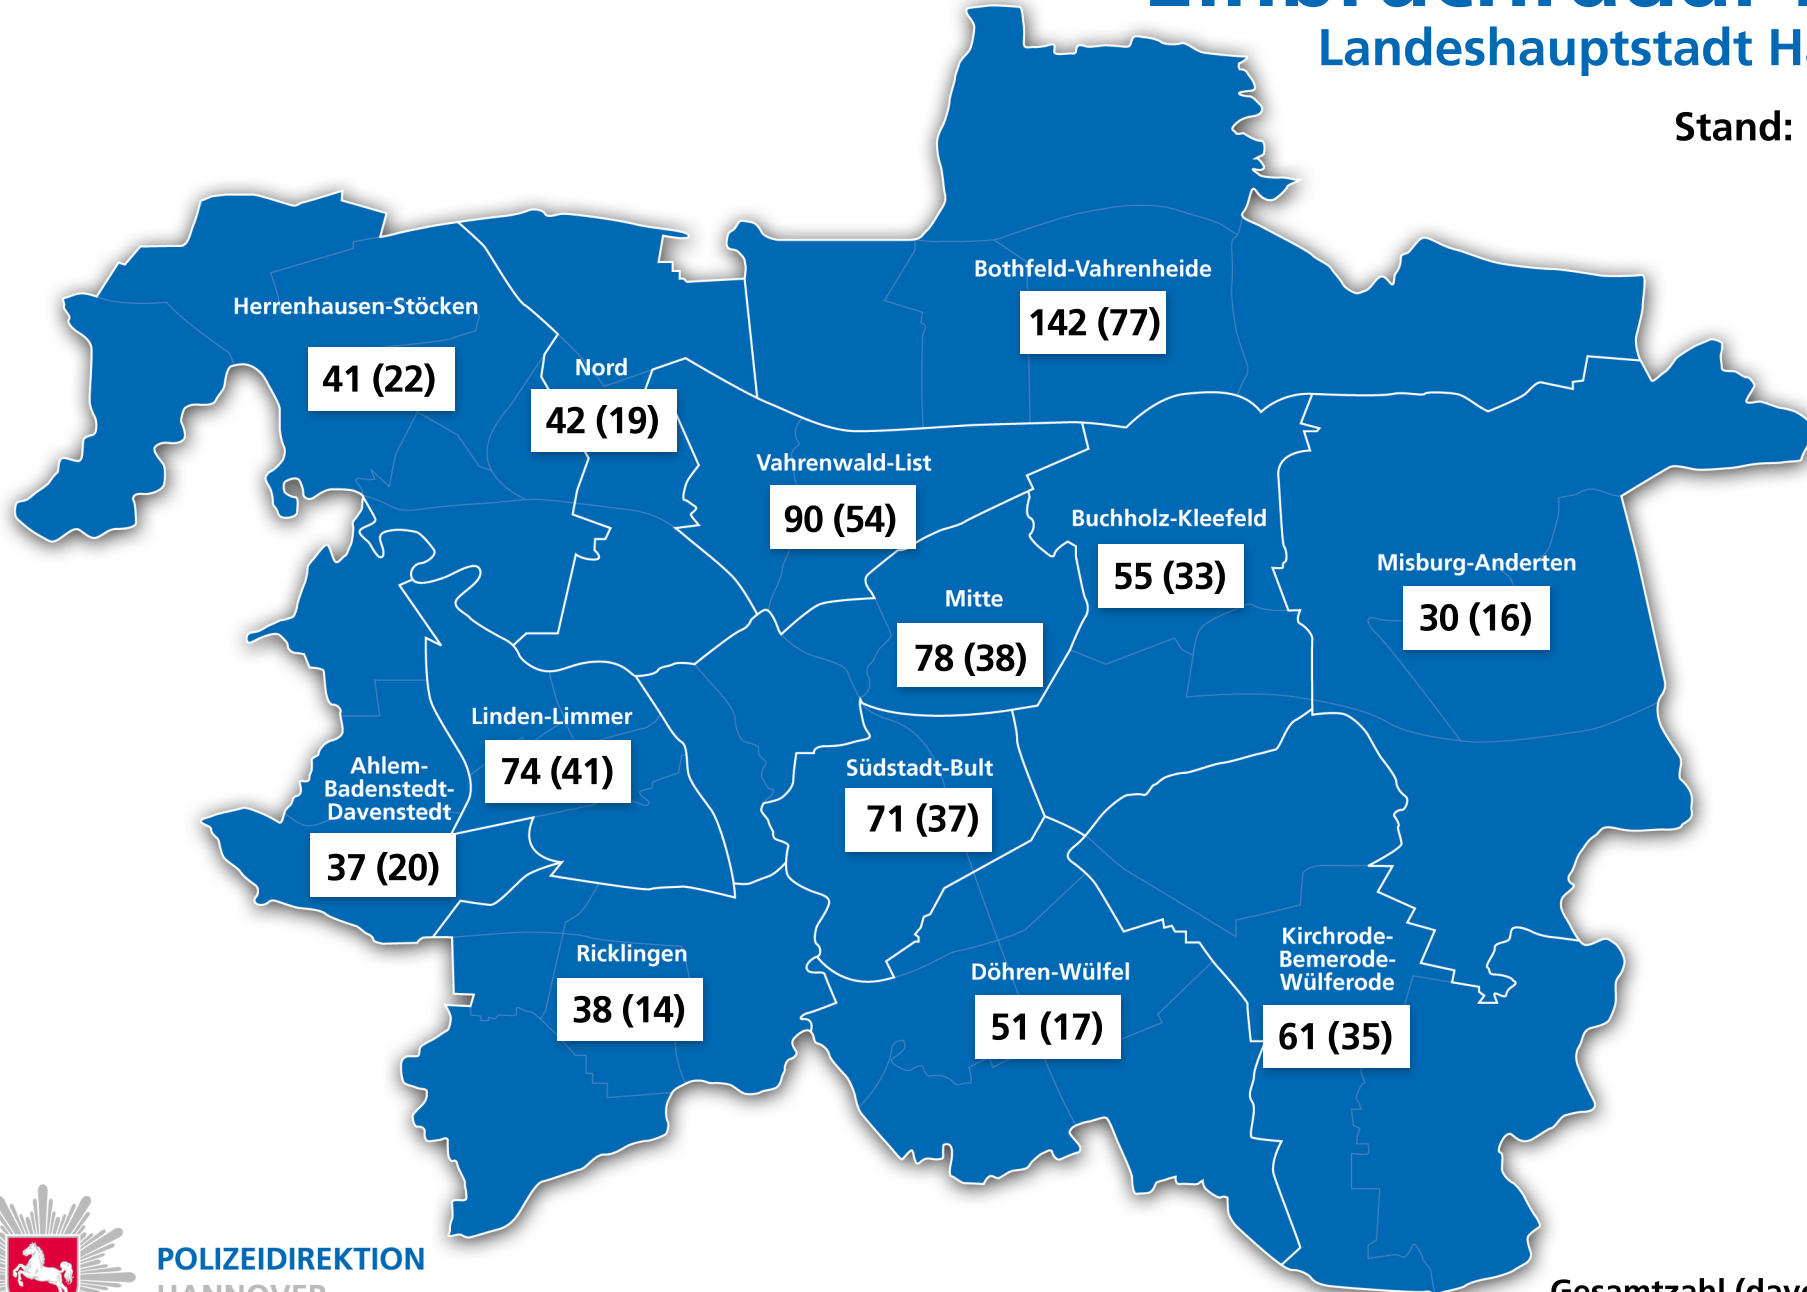 Landeshauptstadt
Stand:
Bothfeld-Vahrenheide
142 (77)
Herrenhausen-Stöcken
41 (22)
Nord
42 (19)
Vahrenwald-List
90 (54)
Buchholz-Kleefeld
55 (33)
Misburg-Anderten
30 (16)
Mitte
78 (38)
Linden-Limmer
74 (41)
Südstadt-Bult
71 (37)
Ahlem-
Badenstedt-
Davenstedt
37 (20)
Ricklingen
38 (14)
Döhren-Wülfel
51 (17)
Kirchrode-
Bemerode-
Wülferode
61 (35)
POLIZEIDIREKTION
HANNOVER
Gesamtzahl